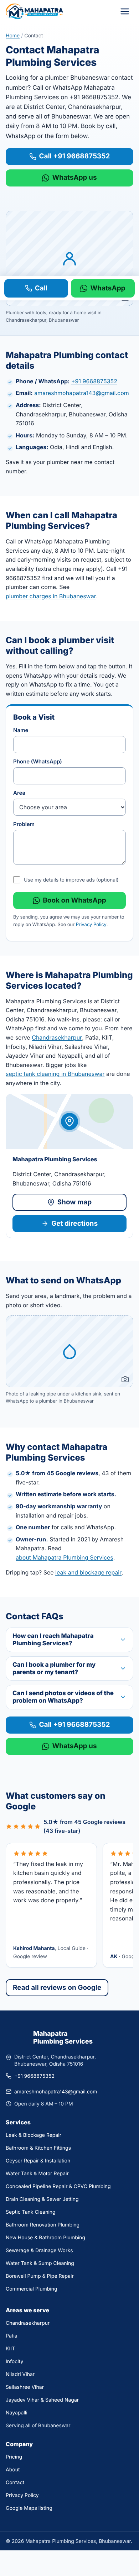 MAHAPATRA
Home / Contact
Contact Mahapatra
Plumbing Services
Looking for a plumber Bhubaneswar contact
number? Call or WhatsApp Mahapatra
Plumbing Services on +91 9668875352. We are
at District Center, Chandrasekharpur,
Bhubaneswar, open daily 8 AM to 10 PM. Call,
WhatsApp or use the form below.
Call +91 9668875352
WhatsApp us
Call
WhatsApp
Plumber with tools, ready for a home visit in
Chandrasekharpur, Bhubaneswar
Mahapatra Plumbing contact
details
Phone / WhatsApp: +91 9668875352
Email: amareshmohapatra143@gmail.com
Address: District Center,
Chandrasekharpur, Bhubaneswar, Odisha
751016
Hours: Monday to Sunday, 8 AM – 10 PM.
Languages: Odia, Hindi and English.
Save it as your plumber near me contact
number.
When can I call Mahapatra
Plumbing Services?
Call or WhatsApp Mahapatra Plumbing
Services any day, 8 AM to 10 PM. Late-night
and emergency visits depend on plumber
availability (extra charge may apply). Call +91
9668875352 first and we will tell you if a
plumber can come. See
plumber charges in Bhubaneswar.
Can I book a plumber visit
without calling?
Yes. Fill in the form below and tap the button. It
opens WhatsApp with your details ready. We
reply on WhatsApp to fix a time. You get a
written estimate before any work starts.
Book a Visit
Name
Phone (WhatsApp)
Area
Choose your area
Problem
Use my details to improve ads (optional)
Book on WhatsApp
By sending, you agree we may use your number to
reply on WhatsApp. See our Privacy Policy.
Where is Mahapatra Plumbing
Services located?
Mahapatra Plumbing Services is at District
Center, Chandrasekharpur, Bhubaneswar,
Odisha 751016. No walk-ins, please; call us or
WhatsApp first. We come to your home or office.
we serve Chandrasekharpur, Patia, KIIT,
Infocity, Niladri Vihar, Sailashree Vihar,
Jayadev Vihar and Nayapalli, and all of
Bhubaneswar. Bigger jobs like
septic tank cleaning in Bhubaneswar are done
anywhere in the city.
Mahapatra Plumbing Services
District Center, Chandrasekharpur,
Bhubaneswar, Odisha 751016
Show map
Get directions
What to send on WhatsApp
Send your area, a landmark, the problem and a
photo or short video.
Photo of a leaking pipe under a kitchen sink, sent on
WhatsApp to a plumber in Bhubaneswar
Why contact Mahapatra
Plumbing Services
5.0★ from 45 Google reviews, 43 of them
five-star.
Written estimate before work starts.
90-day workmanship warranty on
installation and repair jobs.
One number for calls and WhatsApp.
Owner-run. Started in 2021 by Amaresh
Mohapatra. Read
about Mahapatra Plumbing Services.
Dripping tap? See leak and blockage repair.
Contact FAQs
How can I reach Mahapatra
Plumbing Services?
Can I book a plumber for my
parents or my tenant?
Can I send photos or videos of the
problem on WhatsApp?
Call +91 9668875352
WhatsApp us
What customers say on
Google
5.0★ from 45 Google reviews
(43 five-star)
"They fixed the leak in my
kitchen basin quickly and
professionally. The price
was reasonable, and the
work was done properly."
Kahirod Mahanta, Local Guide ·
Google review
AK
Read all reviews on Google
Mahapatra
Plumbing Services
District Center, Chandrasekharpur,
Bhubaneswar, Odisha 751016
+91 9668875352
amareshmohapatra143@gmail.com
Open daily 8 AM – 10 PM
Services
Leak & Blockage Repair
Bathroom & Kitchen Fittings
Geyser Repair & Installation
Water Tank & Motor Repair
Concealed Pipeline Repair & CPVC Plumbing
Drain Cleaning & Sewer Jetting
Septic Tank Cleaning
Bathroom Renovation Plumbing
New House & Bathroom Plumbing
Sewerage & Drainage Works
Water Tank & Sump Cleaning
Borewell Pump & Pipe Repair
Commercial Plumbing
Areas we serve
Chandrasekharpur
Patia
KIIT
Infocity
Niladri Vihar
Sailashree Vihar
Jayadev Vihar & Saheed Nagar
Nayapalli
Serving all of Bhubaneswar
Company
Pricing
About
Contact
Privacy Policy
Google Maps listing
© 2026 Mahapatra Plumbing Services, Bhubaneswar.